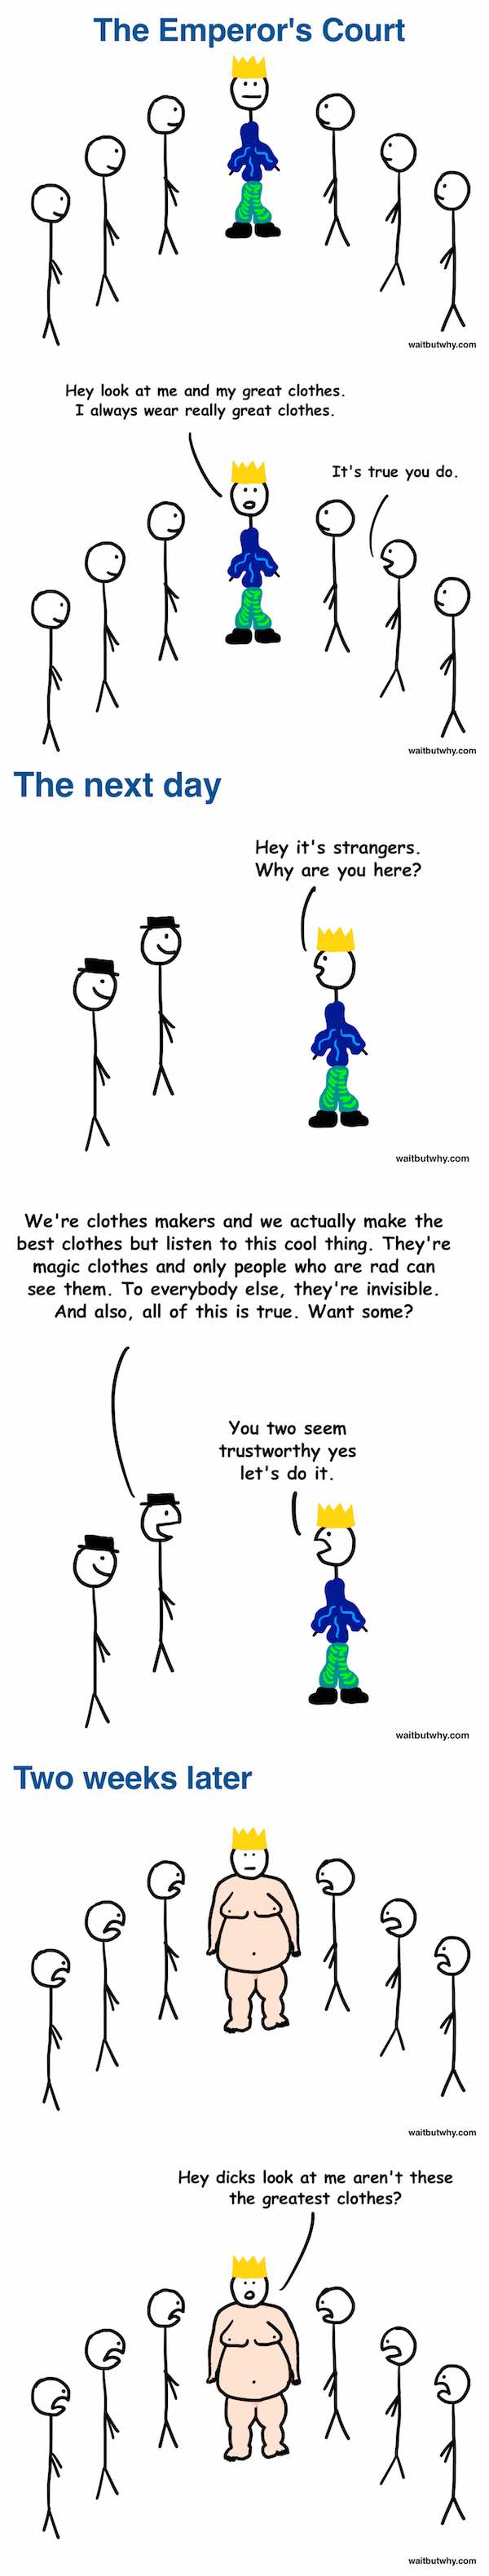 The Emperor's Court
waitbutwhy.com
Hey look at me and my great clothes.
I always wear really great clothes.
It's true you do.
waitbutwhy.com
The next day
Hey it's strangers.
Why are you here?
waitbutwhy.com
We're clothes makers and we actually make the
best clothes but listen to this cool thing. They're
magic clothes and only people who are rad can
see them. To everybody else, they're invisible.
And also, all of this is true. Want some?
You two seem
trustworthy yes
let's do it.
waitbutwhy.com
Two weeks later
waitbutwhy.com
Hey dicks look at me aren't these
the greatest clothes?
waitbutwhy.com